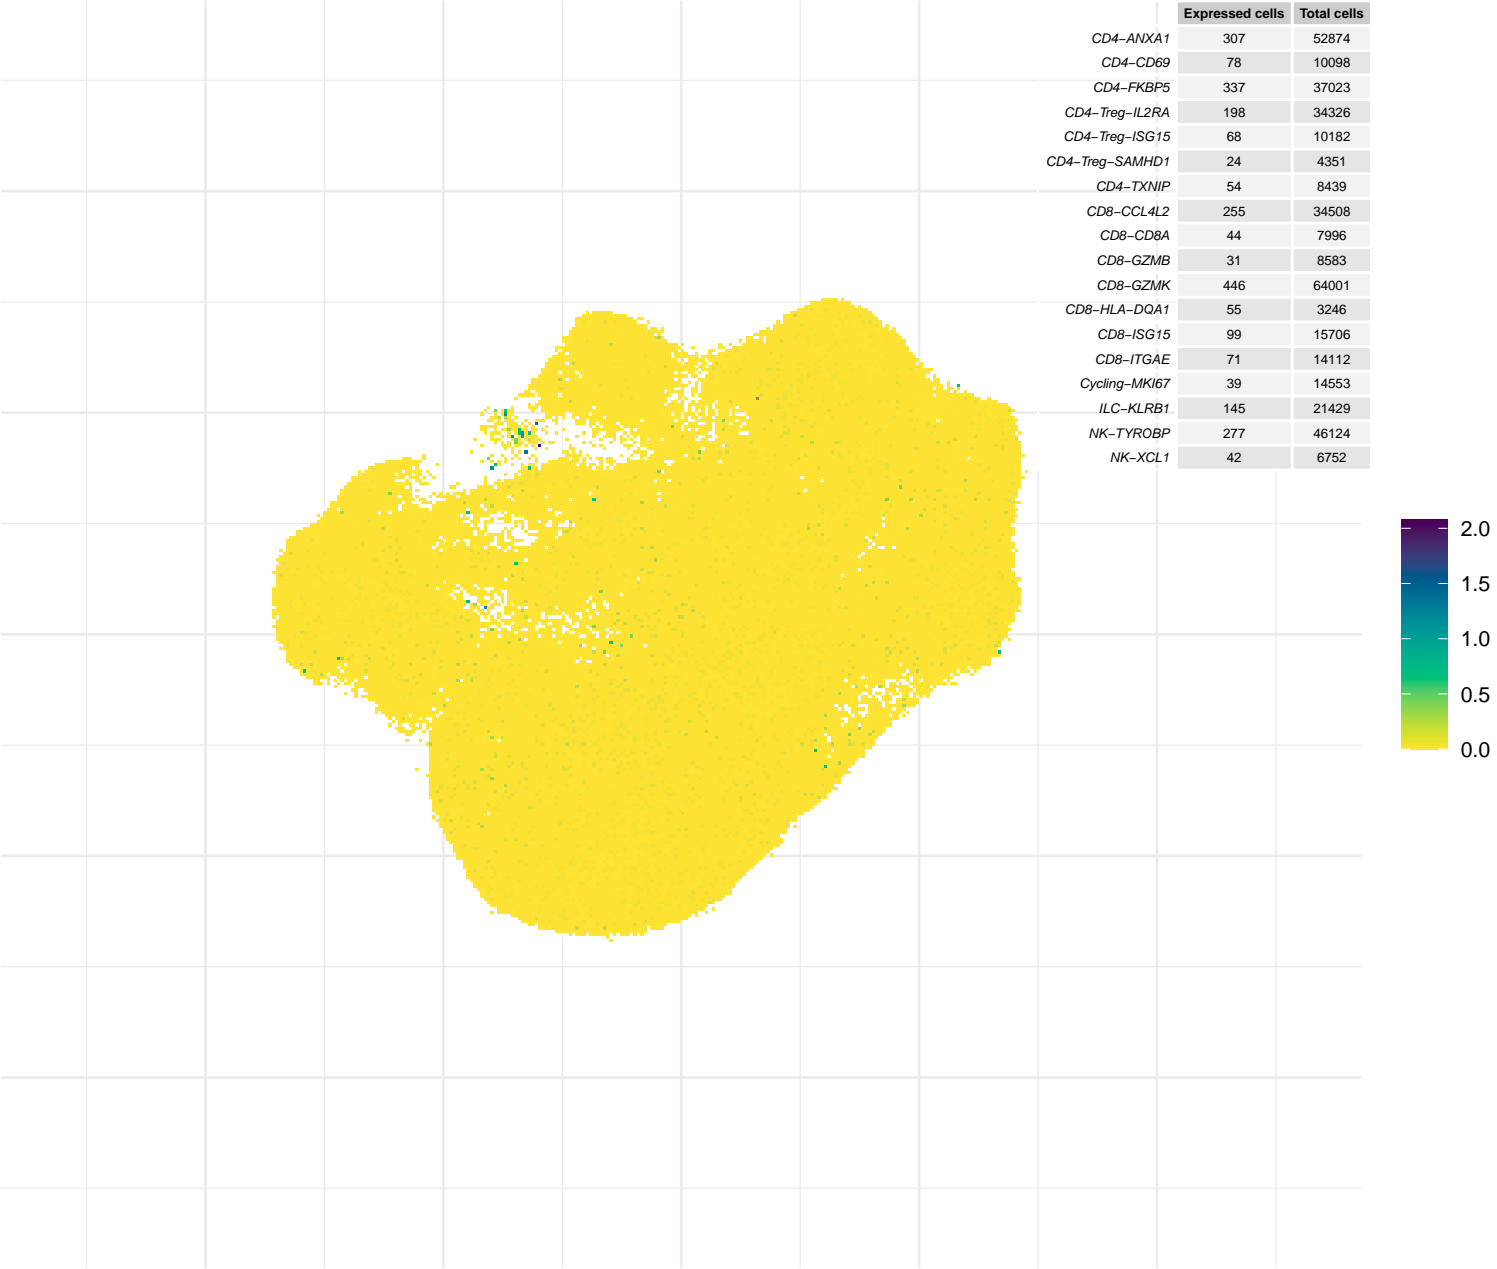 Expressed cells Total cells
CD4−ANXA1 307 52874
CD4−CD69 78 10098
CD4−FKBP5 337 37023
CD4−Treg−IL2RA 198 34326
CD4−Treg−ISG15 68 10182
CD4−Treg−SAMHD1 24 4351
CD4−TXNIP 54 8439
CD8−CCL4L2 255 34508
CD8−CD8A 44 7996
CD8−GZMB 31 8583
CD8−GZMK 446 64001
CD8−HLA−DQA1 55 3246
CD8−ISG15 99 15706
CD8−ITGAE 71 14112
Cycling−MKI67 39 14553
ILC−KLRB1 145 21429
NK−TYROBP 277 46124
NK−XCL1 42 6752
2.0
1.5
1.0
0.5
0.0